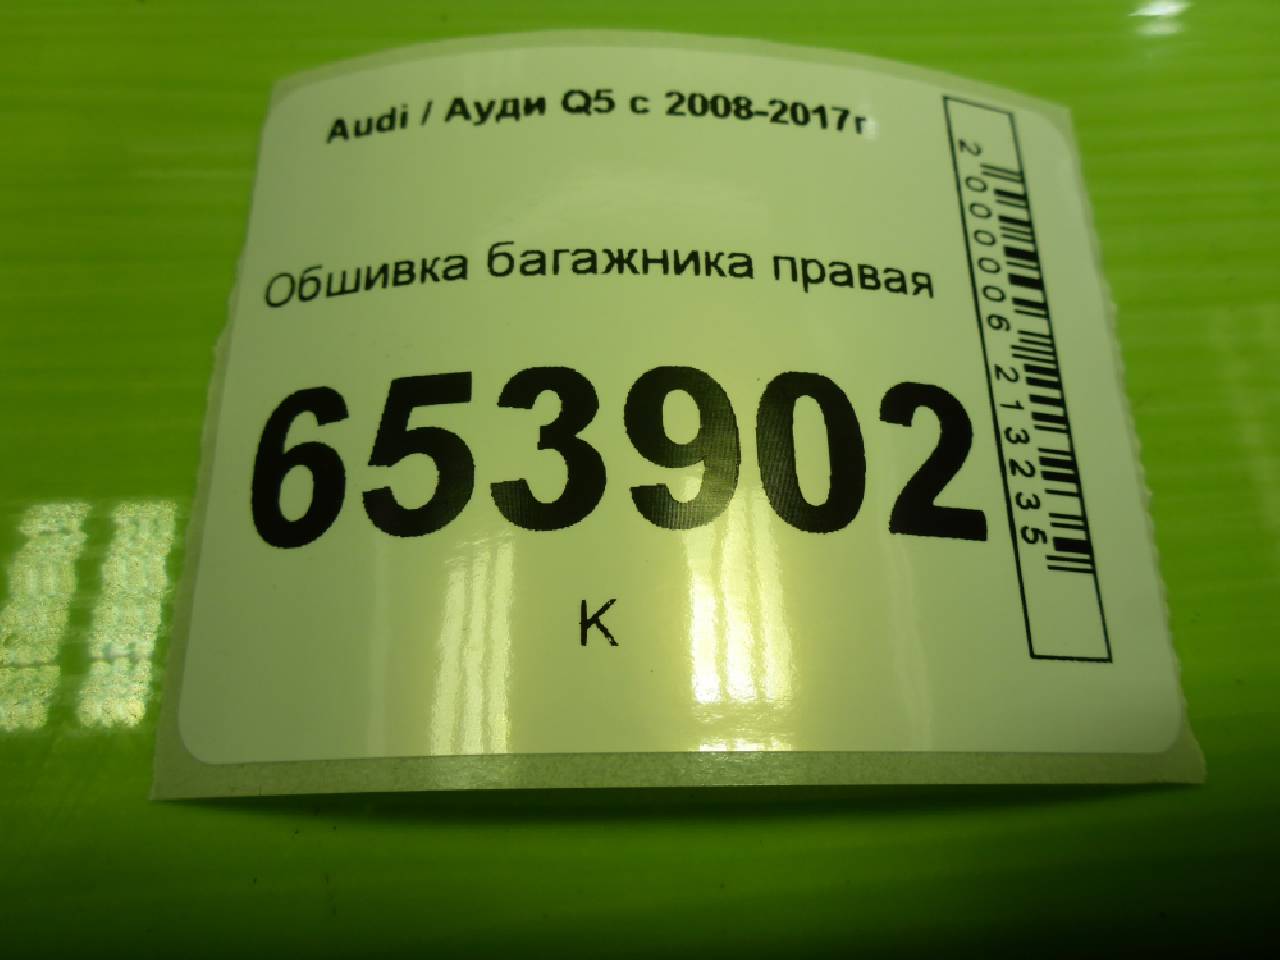 Audi / Ауди Q5 с 2008-2017г
Обшивка багажника правая
653902
К
2000006213235